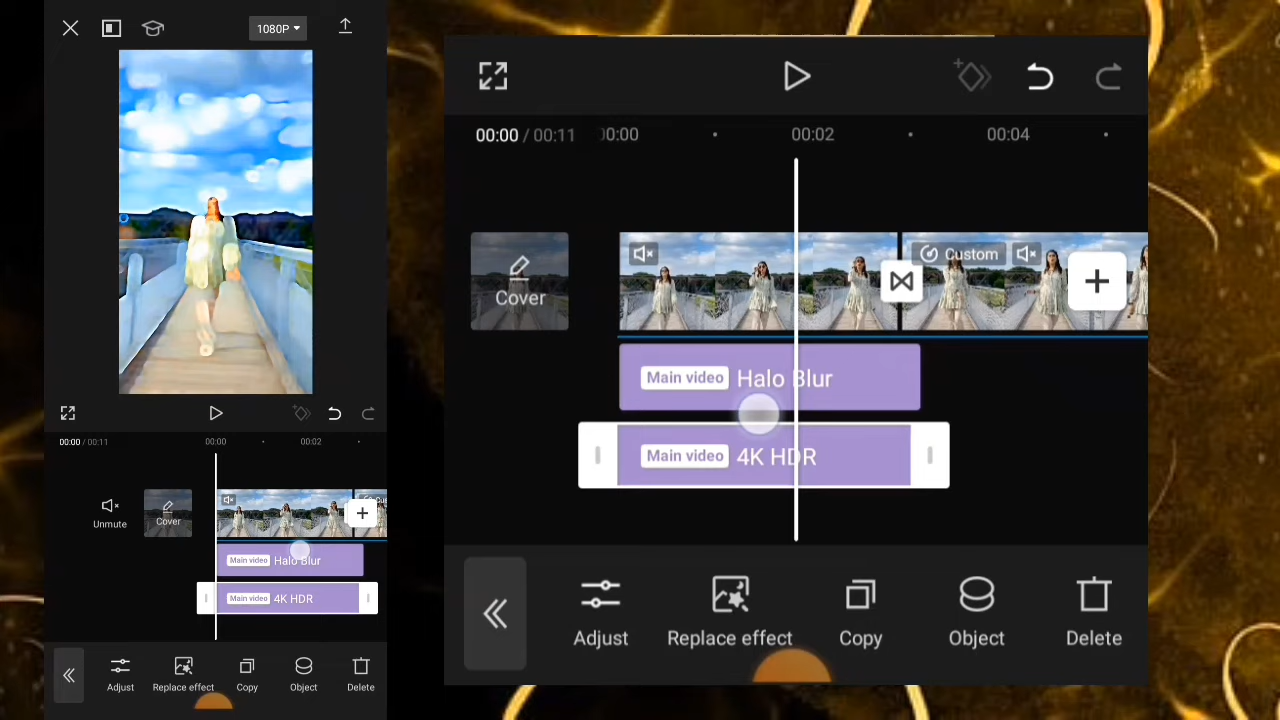 1080P
00:00 / 00:11
00:00
00:02
Unmute
Cover
Cus
Main video Halo Blur
Main video 4K HDR
Adjust
Replace effect
Copy
Object
Delete
00:00 / 00:11
00:00
00:02
00:04
Cover
Custom
Main video Halo Blur
Main video 4K HDR
Adjust
Replace effect
Copy
Object
Delete